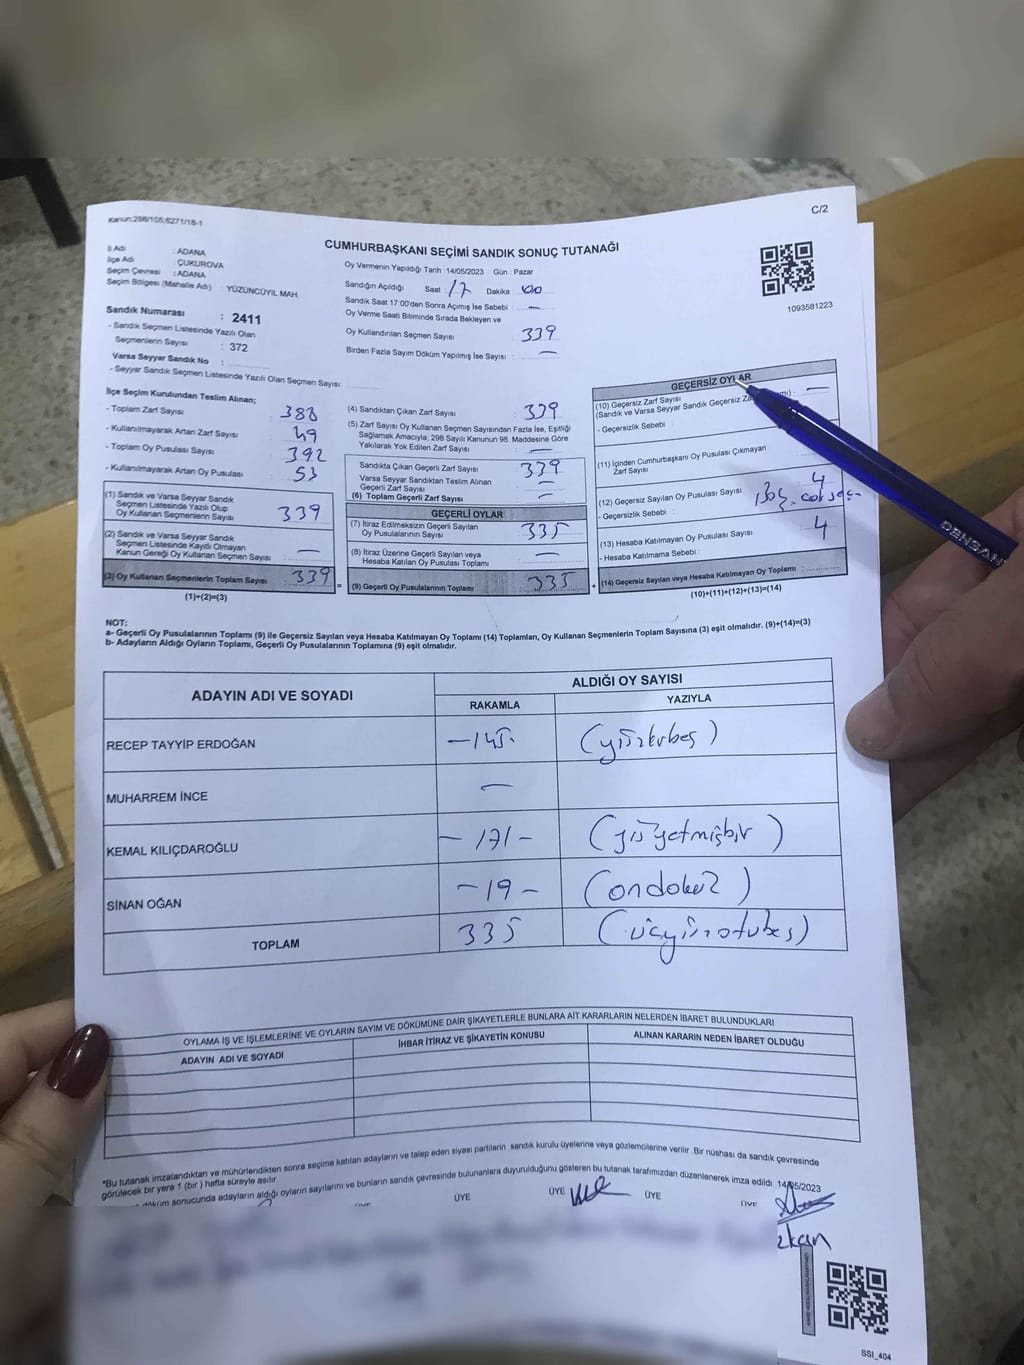 Kanun:298/105;6271/18-1
C/2
CUMHURBAŞKANI SEÇİMİ SANDIK SONUÇ TUTANAĞI
İl Adı : ADANA
İlçe Adı : ÇUKUROVA
Seçim Çevresi : ADANA
Seçim Bölgesi (Mahalle Adı) YÜZÜNCÜYIL MAH.
Sandık Numarası : 2411
- Sandık Seçmen Listesinde Yazılı Olan
Seçmenlerin Sayısı : 372
Varsa Seyyar Sandık No :
- Seyyar Sandık Seçmen Listesinde Yazılı Olan Seçmen Sayısı:
Oy Vermenin Yapıldığı Tarih :14/05/2023 Gün : Pazar
Sandığın Açıldığı Saat : 17 Dakika : 00
Sandık Saat 17:00'den Sonra Açılmış İse Sebebi : —
Oy Verme Saati Bitiminde Sırada Bekleyen ve
Oy Kullandırılan Seçmen Sayısı : 339
Birden Fazla Sayım Döküm Yapılmış İse Sayısı : —
1093581223
İlçe Seçim Kurulundan Teslim Alınan;
- Toplam Zarf Sayısı : 388
- Kullanılmayarak Artan Zarf Sayısı : 49
- Toplam Oy Pusulası Sayısı : 392
- Kullanılmayarak Artan Oy Pusulası : 53
(1) Sandık ve Varsa Seyyar Sandık
Seçmen Listesinde Yazılı Olup
Oy Kullanan Seçmenlerin Sayısı : 339
(2) Sandık ve Varsa Seyyar Sandık
Seçmen Listesinde Kayıtlı Olmayan
Kanun Gereği Oy Kullanan Seçmen Sayısı : —
(3) Oy Kullanan Seçmenlerin Toplam Sayısı : 339
(1)+(2)=(3)
(4) Sandıktan Çıkan Zarf Sayısı : 339
(5) Zarf Sayısı Oy Kullanan Seçmen Sayısından Fazla İse, Eşitliği
Sağlamak Amacıyla, 298 Sayılı Kanunun 98. Maddesine Göre
Yakılarak Yok Edilen Zarf Sayısı : —
Sandıkta Çıkan Geçerli Zarf Sayısı : 339
Varsa Seyyar Sandıktan Teslim Alınan
Geçerli Zarf Sayısı : —
(6) Toplam Geçerli Zarf Sayısı : —
GEÇERLİ OYLAR
(7) İtiraz Edilmeksizin Geçerli Sayılan
Oy Pusulalarının Sayısı : 335
(8) İtiraz Üzerine Geçerli Sayılan veya
Hesaba Katılan Oy Pusulası Toplamı : —
= (9) Geçerli Oy Pusulalarının Toplamı : 335 +
GEÇERSİZ OYLAR
(10) Geçersiz Zarf Sayısı
(Sandık ve Varsa Seyyar Sandık Geçersiz : —
- Geçersizlik Sebebi :
(11) İçinden Cumhurbaşkanı Oy Pusulası Çıkmayan
Zarf Sayısı
(12) Geçersiz Sayılan Oy Pusulası Sayısı : 4
- Geçersizlik Sebebi :
(13) Hesaba Katılmayan Oy Pusulası Sayısı : 4
- Hesaba Katılmama Sebebi :
(14) Geçersiz Sayılan veya Hesaba Katılmayan Oy Toplamı :
(10)+(11)+(12)+(13)=(14)
DENSAN
NOT:
a- Geçerli Oy Pusulalarının Toplamı (9) ile Geçersiz Sayılan veya Hesaba Katılmayan Oy Toplamı (14) Toplamları, Oy Kullanan Seçmenlerin Toplam Sayısına (3) eşit olmalıdır. (9)+(14)=(3)
b- Adayların Aldığı Oyların Toplamı, Geçerli Oy Pusulalarının Toplamına (9) eşit olmalıdır.
ADAYIN ADI VE SOYADI ALDIĞI OY SAYISI
RAKAMLA YAZIYLA
RECEP TAYYİP ERDOĞAN —145. (yüzkırkbeş)
MUHARREM İNCE —
KEMAL KILIÇDAROĞLU —171— (yüzyetmişbir)
SİNAN OĞAN —19— (ondokuz)
TOPLAM 335 (üçyüzotuzbeş)
OYLAMA İŞ VE İŞLEMLERİNE VE OYLARIN SAYIM VE DÖKÜMÜNE DAİR ŞİKAYETLERLE BUNLARA AİT KARARLARIN NELERDEN İBARET BULUNDUKLARI
ADAYIN ADI VE SOYADI İHBAR İTİRAZ VE ŞİKAYETİN KONUSU ALINAN KARARIN NEDEN İBARET OLDUĞU
*Bu tutanak imzalandıktan ve mühürlendikten sonra seçime katılan adayların ve talep eden siyasi partilerin sandık kurulu üyelerine veya gözlemcilerine verilir .Bir nüshası da sandık çevresinde
görülecek bir yere 1 (bir ) hafta süreyle asılır.
döküm sonucunda adayların aldığı oyların sayılarını ve bunların sandık çevresinde bulunanlara duyurulduğunu gösteren bu tutanak tarafımızdan düzenlenerek imza edildi. 14/05/2023
ÜYE ÜYE ÜYE ÜYE ÜYE
SSI_404